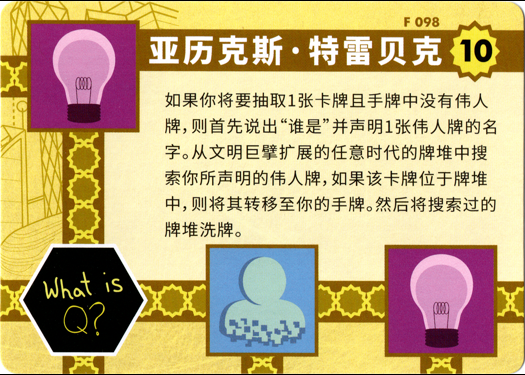 F 098
亚历克斯·特雷贝克
10
如果你将要抽取1张卡牌且手牌中没有伟人
牌,则首先说出“谁是”并声明1张伟人牌的名
字。从文明巨擘扩展的任意时代的牌堆中搜
索你所声明的伟人牌,如果该卡牌位于牌堆
中,则将其转移至你的手牌。然后将搜索过的
牌堆洗牌。
What is
Q?